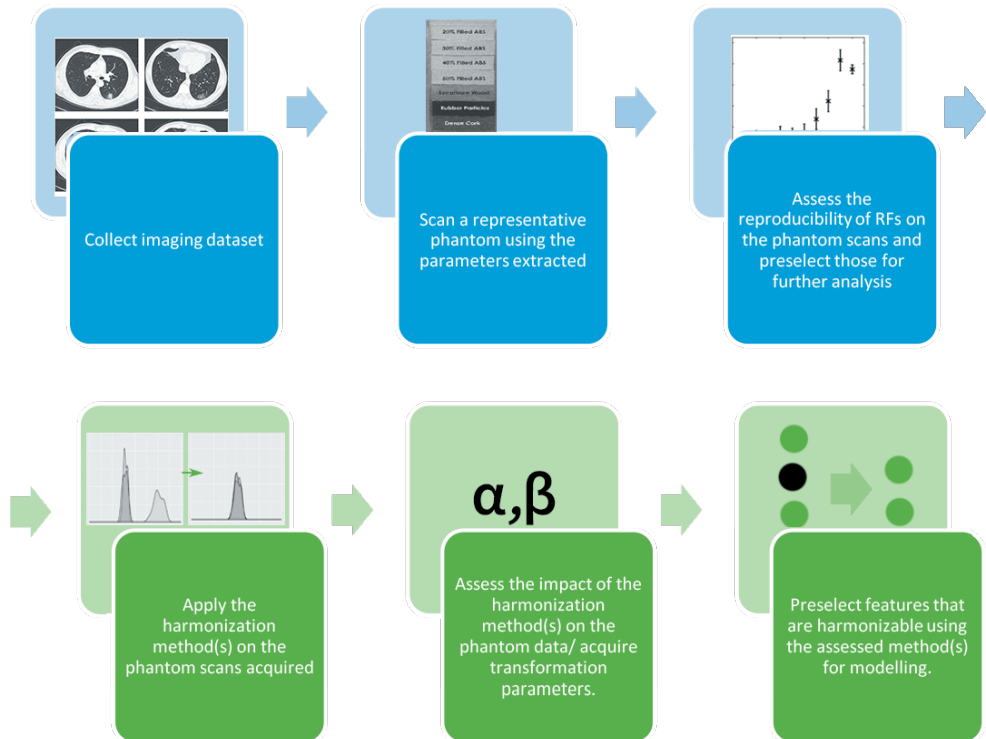 20% Filled ABS
30% Filled ABS
40% Filled ABS
50% Filled ABS
Sycamore Wood
Rubber Particles
Dense Cork
Collect imaging dataset
Scan a representative
phantom using the
parameters extracted
Assess the
reproducibility of RFs on
the phantom scans and
preselect those for
further analysis
α,β
Apply the
harmonization
method(s) on the
phantom scans acquired
Assess the impact of the
harmonization
method(s) on the
phantom data/ acquire
transformation
parameters.
Preselect features that
are harmonizable using
the assessed method(s)
for modelling.